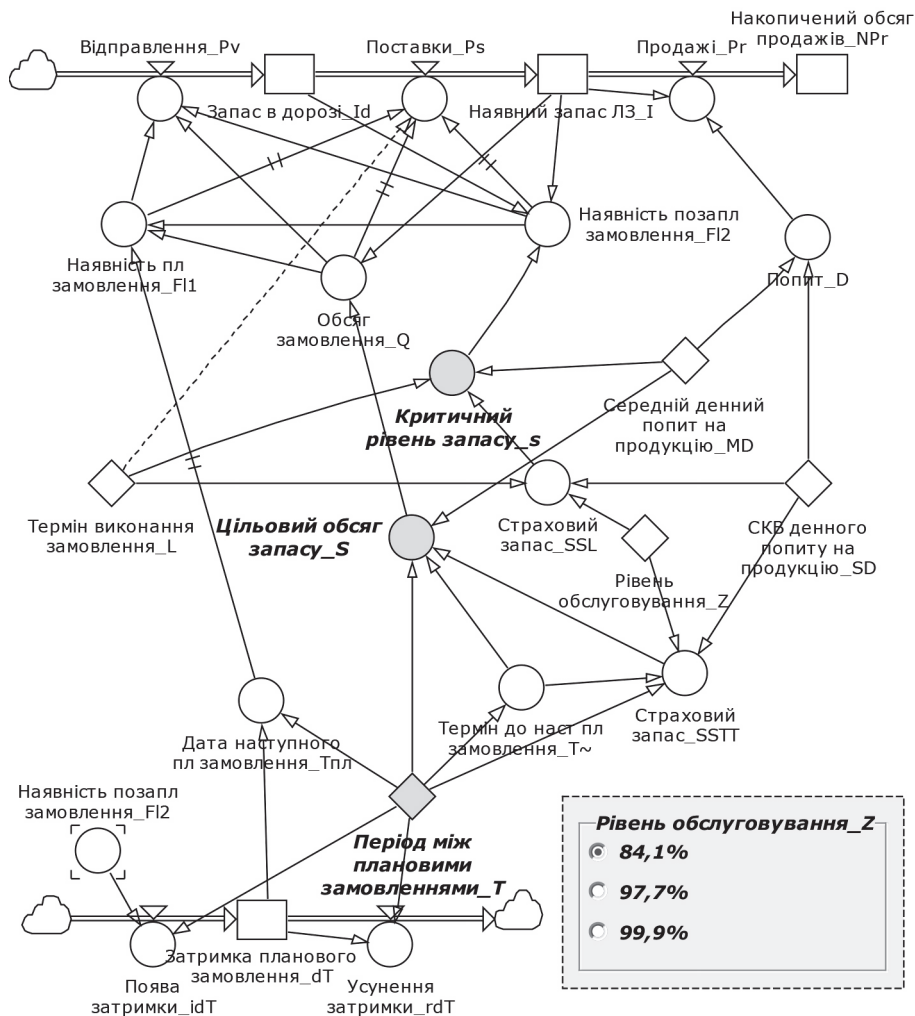 Накопичений обсяг
продажів_NPr
Відправлення_Pv
Поставки_Ps
Продажі_Pr
Запас в дорозі_Id
Наявний запас ЛЗ_I
Наявність позапл
замовлення_Fl2
Наявність пл
замовлення_Fl1
Попит_D
Обсяг
замовлення_Q
Критичний
рівень запасу_s
Середній денний
попит на
продукцію_MD
Термін виконання
замовлення_L
Цільовий обсяг
запасу_S
Страховий
запас_SSL
СКВ денного
попиту на
продукцію_SD
Рівень
обслуговування_Z
Страховий
запас_SSTT
Термін до наст пл
замовлення_T~
Дата наступного
пл замовлення_Тпл
Наявність позапл
замовлення_Fl2
Період між
плановими
замовленнями_Т
Рівень обслуговування_Z
84,1%
97,7%
99,9%
Затримка планового
замовлення_dT
Поява
затримки_idT
Усунення
затримки_rdT